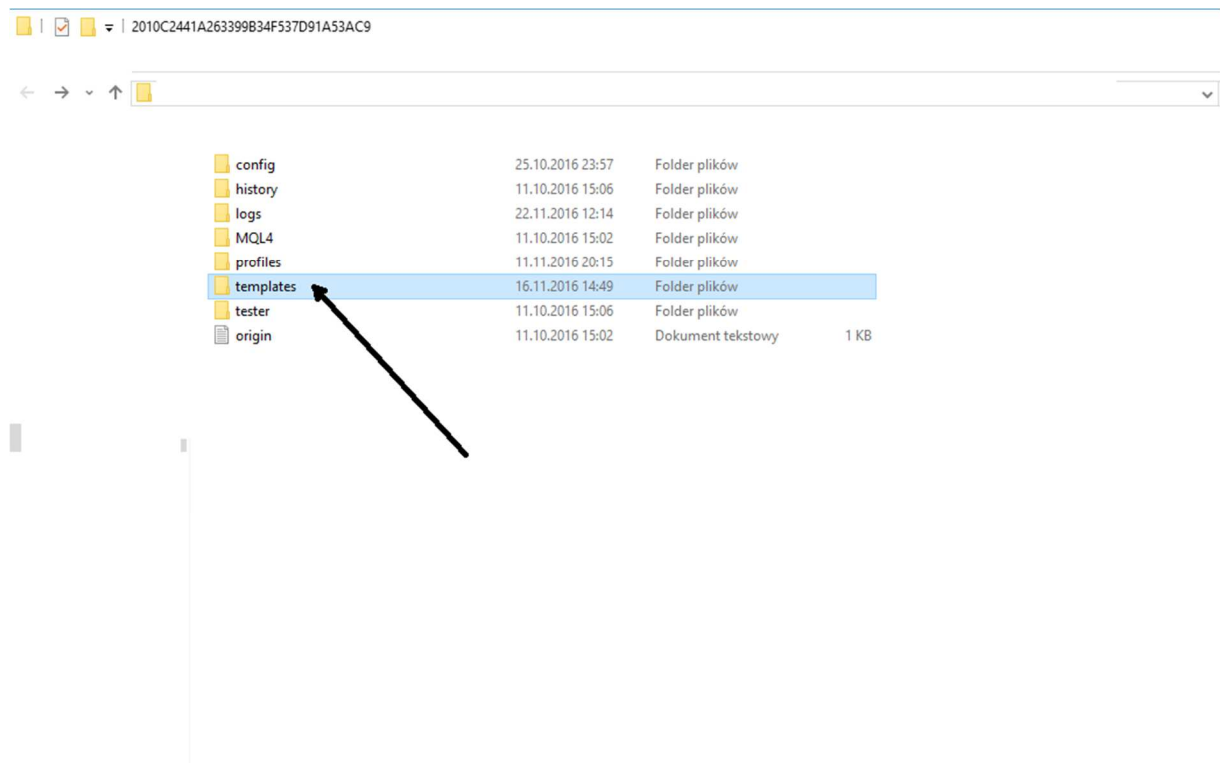 2010C2441A263399B34F537D91A53AC9
config 25.10.2016 23:57 Folder plików
history 11.10.2016 15:06 Folder plików
logs 22.11.2016 12:14 Folder plików
MQL4 11.10.2016 15:02 Folder plików
profiles 11.11.2016 20:15 Folder plików
templates 16.11.2016 14:49 Folder plików
tester 11.10.2016 15:06 Folder plików
origin 11.10.2016 15:02 Dokument tekstowy 1 KB